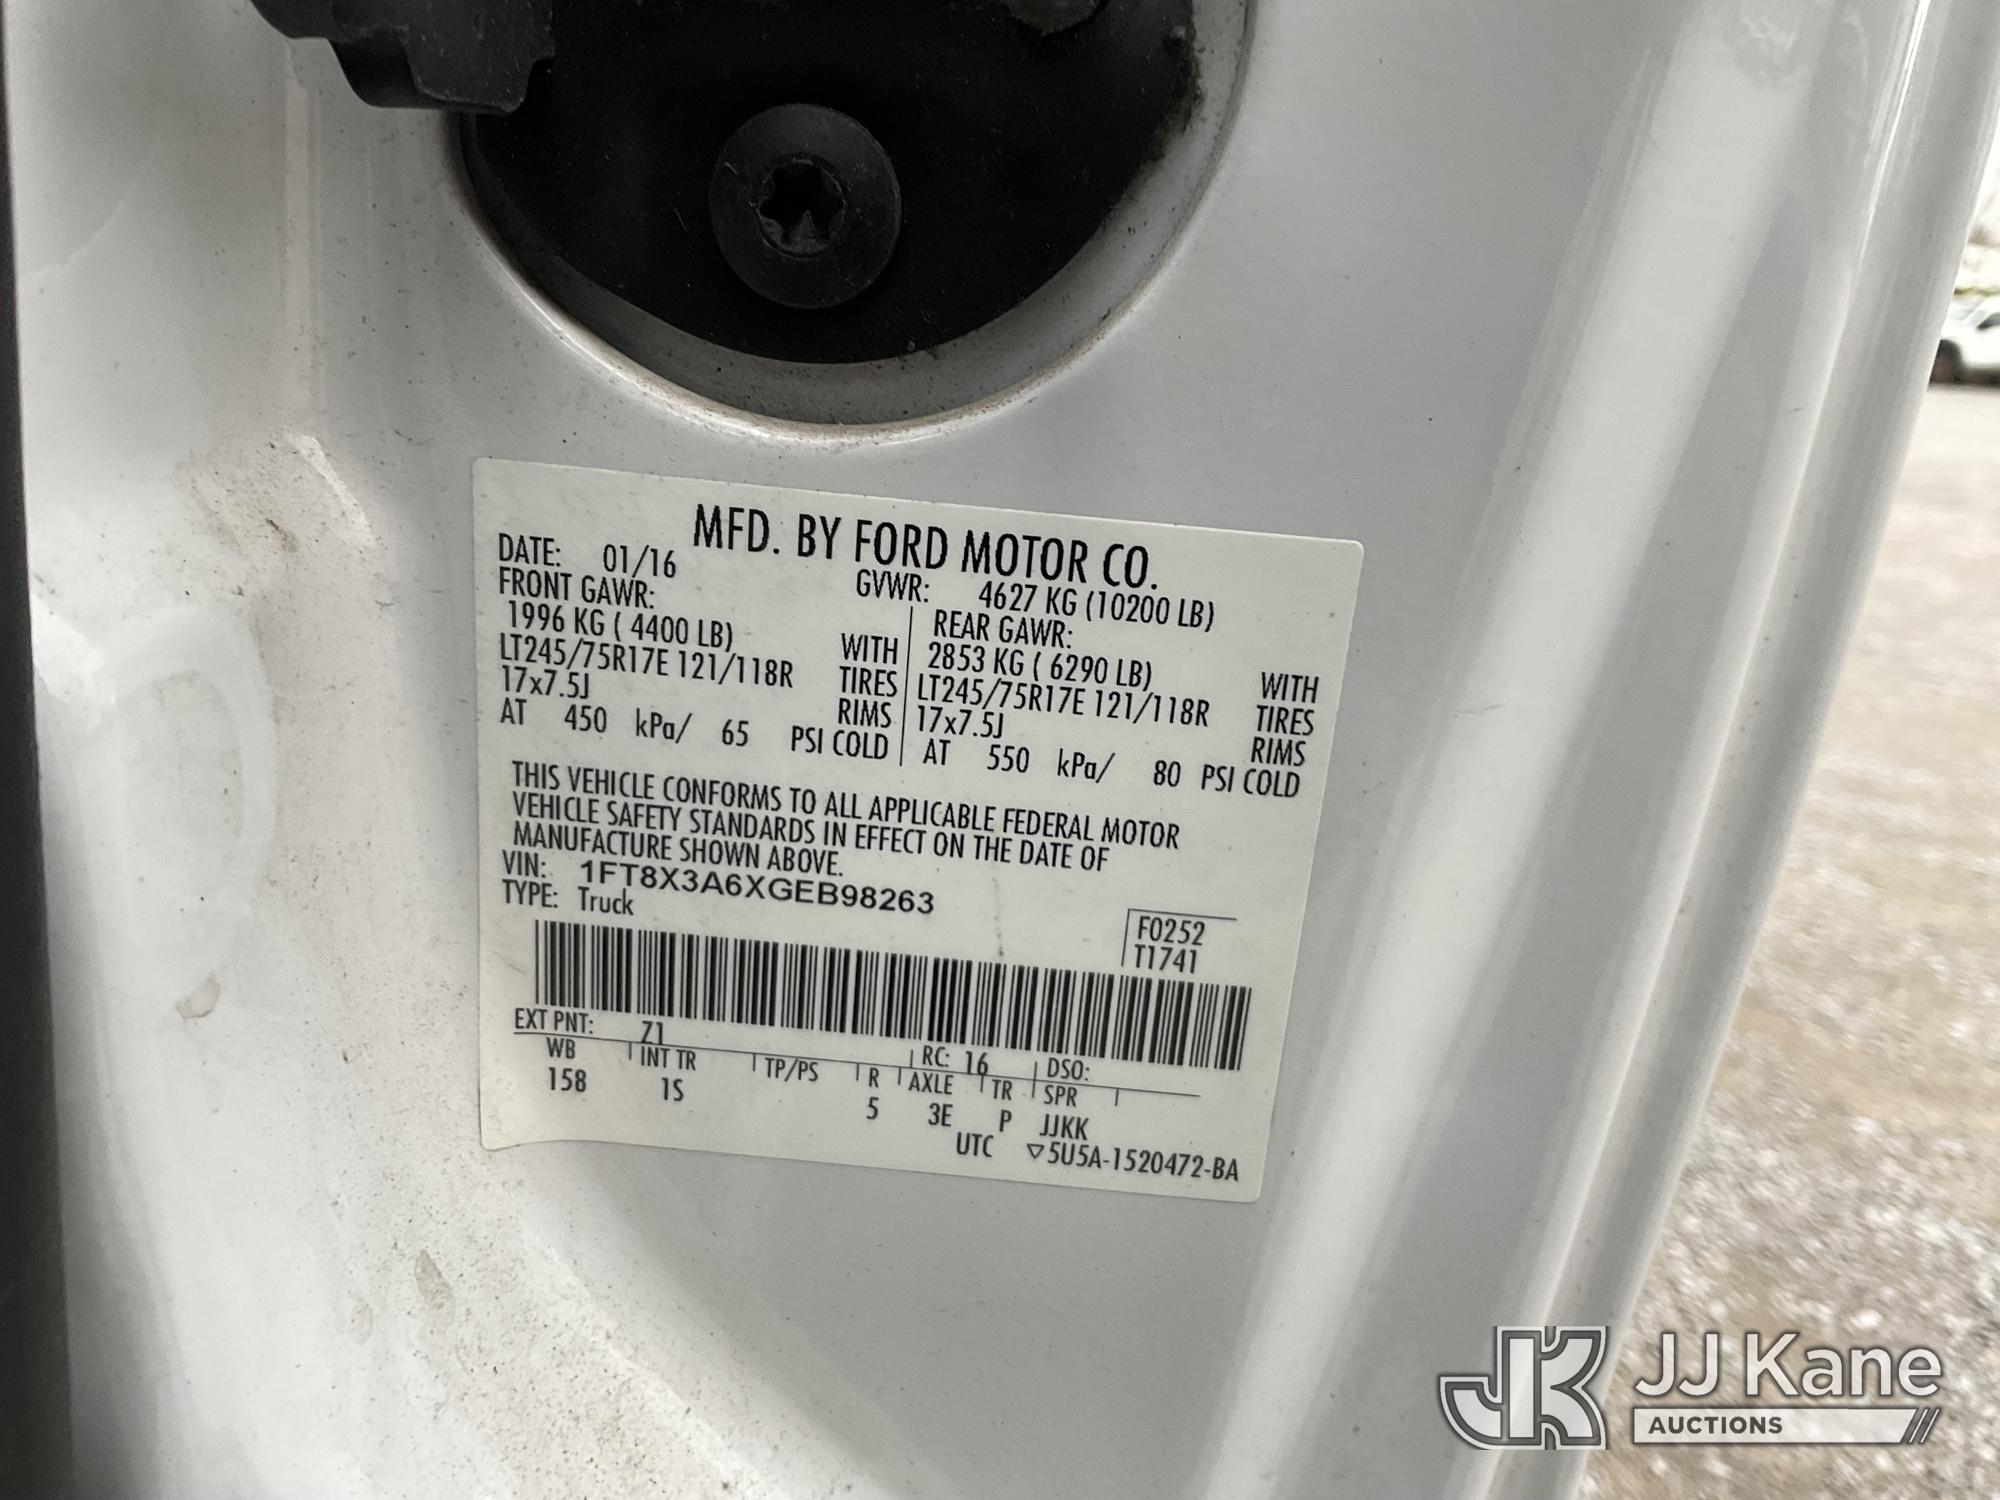 MFD. BY FORD MOTOR CO.
DATE: 01/16 GVWR: 4627 KG (10200 LB)
FRONT GAWR: REAR GAWR:
1996 KG ( 4400 LB) WITH 2853 KG ( 6290 LB) WITH
LT245/75R17E 121/118R TIRES LT245/75R17E 121/118R TIRES
17x7.5J RIMS 17x7.5J RIMS
AT 450 kPa/ 65 PSI COLD AT 550 kPa/ 80 PSI COLD
THIS VEHICLE CONFORMS TO ALL APPLICABLE FEDERAL MOTOR
VEHICLE SAFETY STANDARDS IN EFFECT ON THE DATE OF
MANUFACTURE SHOWN ABOVE.
VIN: 1FT8X3A6XGEB98263
TYPE: Truck
F0252
T1741
EXT PNT: Z1 RC: 16 DSO:
WB INT TR TP/PS R AXLE TR SPR
158 1S 5 3E P JJKK
UTC ▽5U5A-1520472-BA
JK JJ Kane
AUCTIONS